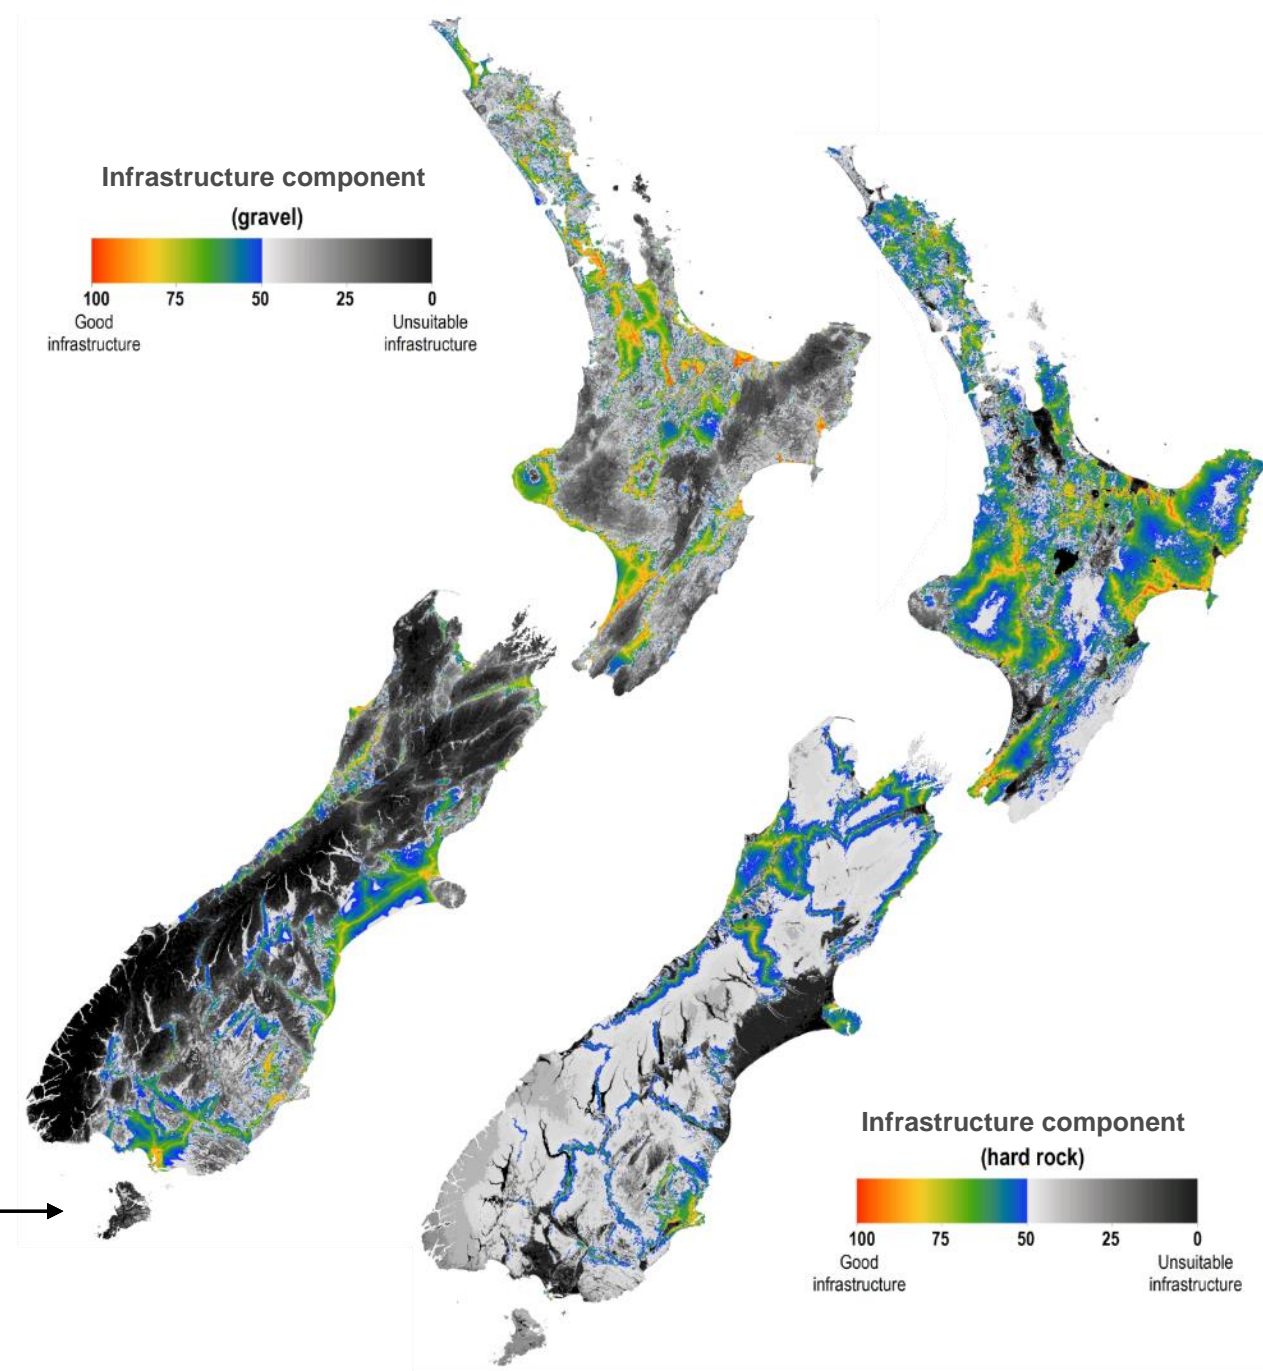 Infrastructure component
(gravel)
100 75 50 25 0
Good Unsuitable
infrastructure infrastructure
Infrastructure component
(hard rock)
100 75 50 25 0
Good Unsuitable
infrastructure infrastructure